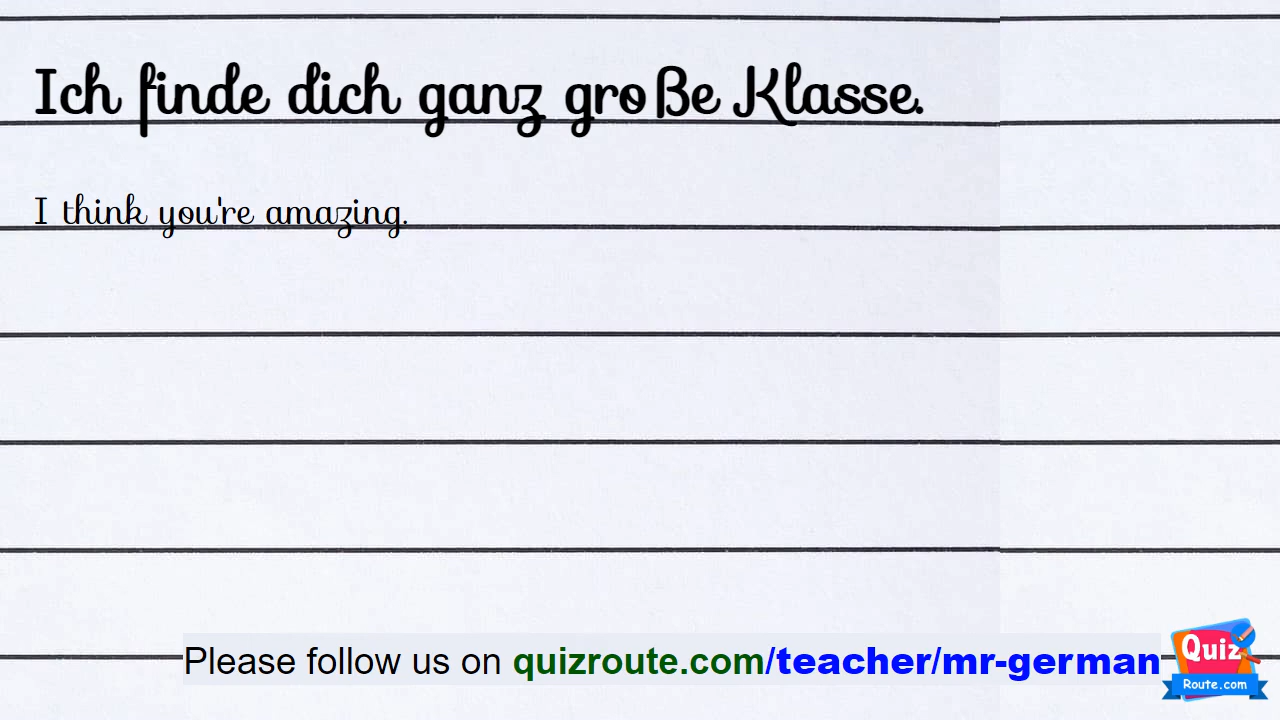 Ich finde dich ganz große Klasse.
I think you're amazing.
Please follow us on quizroute.com/teacher/mr-german
Quiz
Route.com